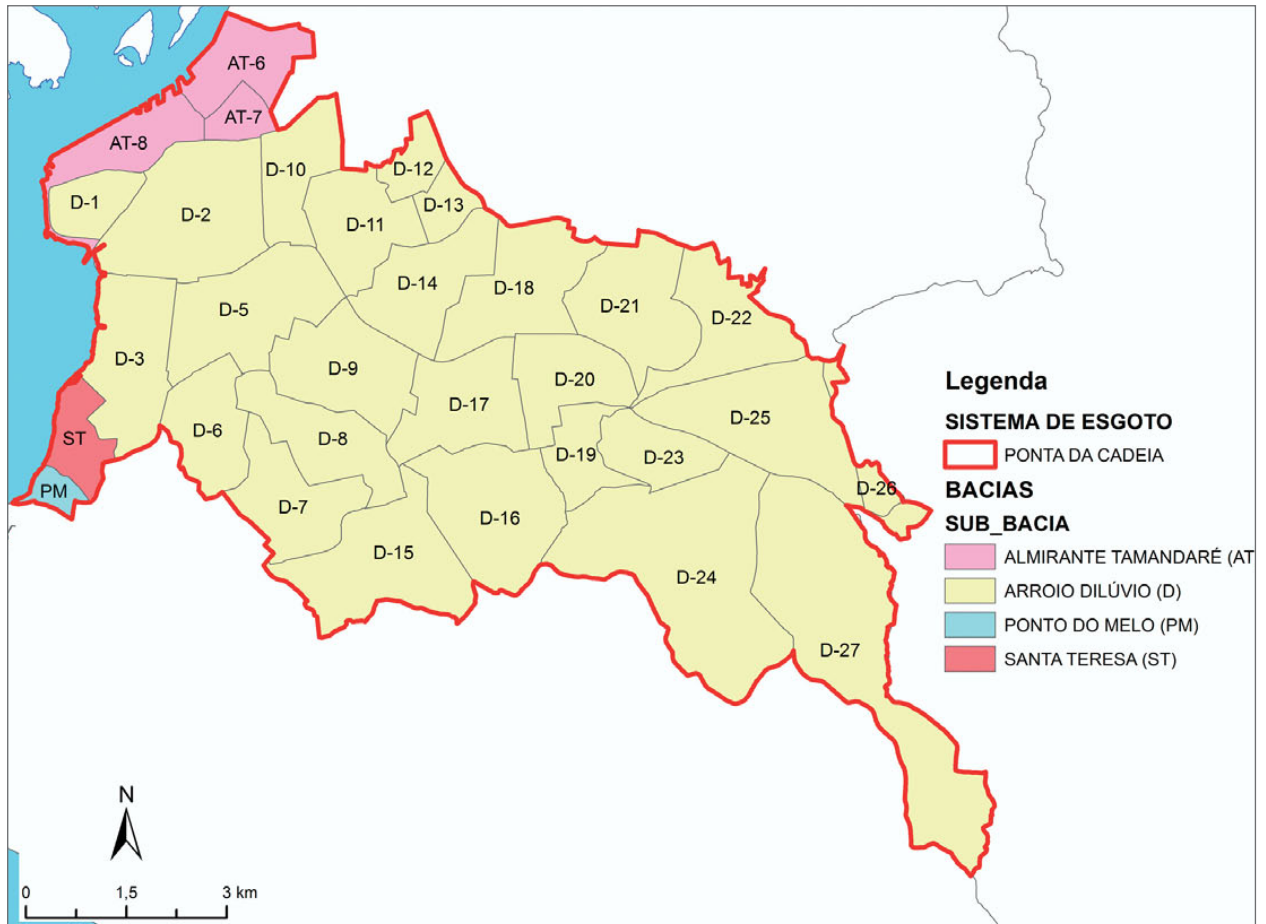 AT-6
AT-7
AT-8
D-10
D-12
D-1
D-2
D-11
D-13
D-14
D-18
D-21
D-22
D-5
D-3
D-9
D-20
D-17
D-25
ST
D-6
D-8
D-19
D-23
D-26
PM
D-7
D-16
D-15
D-24
D-27
Legenda
SISTEMA DE ESGOTO
PONTA DA CADEIA
BACIAS
SUB_BACIA
ALMIRANTE TAMANDARÉ (AT
ARROIO DILÚVIO (D)
PONTO DO MELO (PM)
SANTA TERESA (ST)
N
0 1,5 3 km